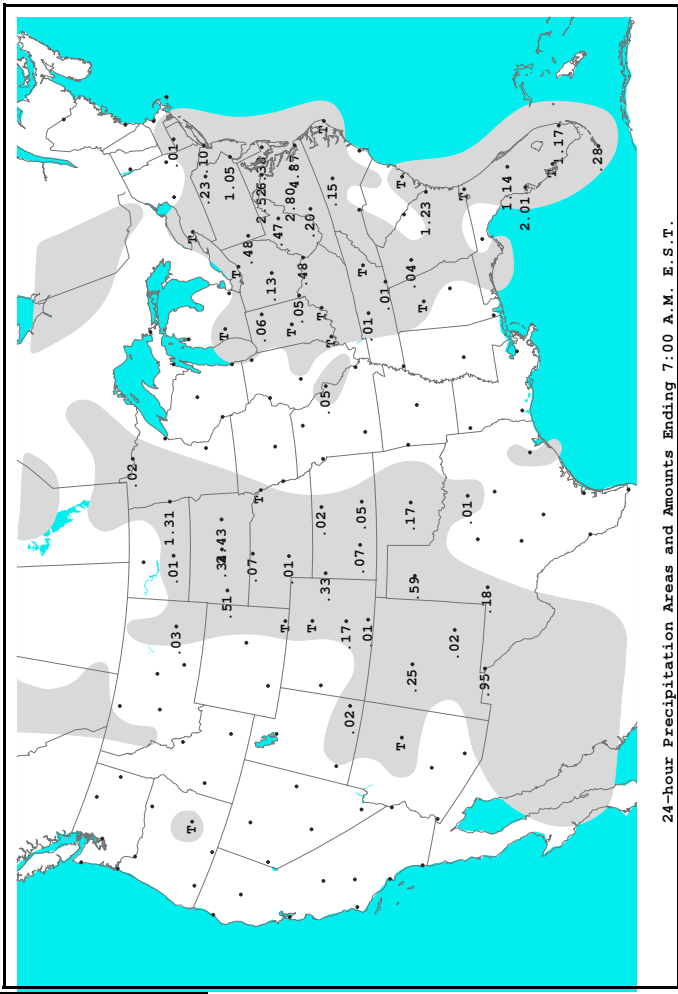 .02
1.31
.03 .01 .01
T T
.23 .10
.51 2.43 T 1.05
T .48
.07 T .06 2.52 6.38
.13 .47
T .01 T 2.80 4.87
.05 .48
T .20
.02 T T
.33 .05 T .15
.17
.02 .07 .05 T
.01 .01 .01
T T
.25 .59 .17 .04
T 1.23
.02 T
.01
.95 .18
1.14
2.01
T 1.17
.28
24-hour Precipitation Areas and Amounts Ending 7:00 A.M. E.S.T.